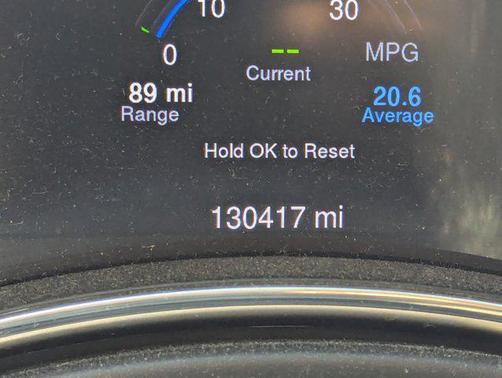 10 30
0 -- MPG
Current
89 mi 20.6
Range Average
Hold OK to Reset
130417 mi